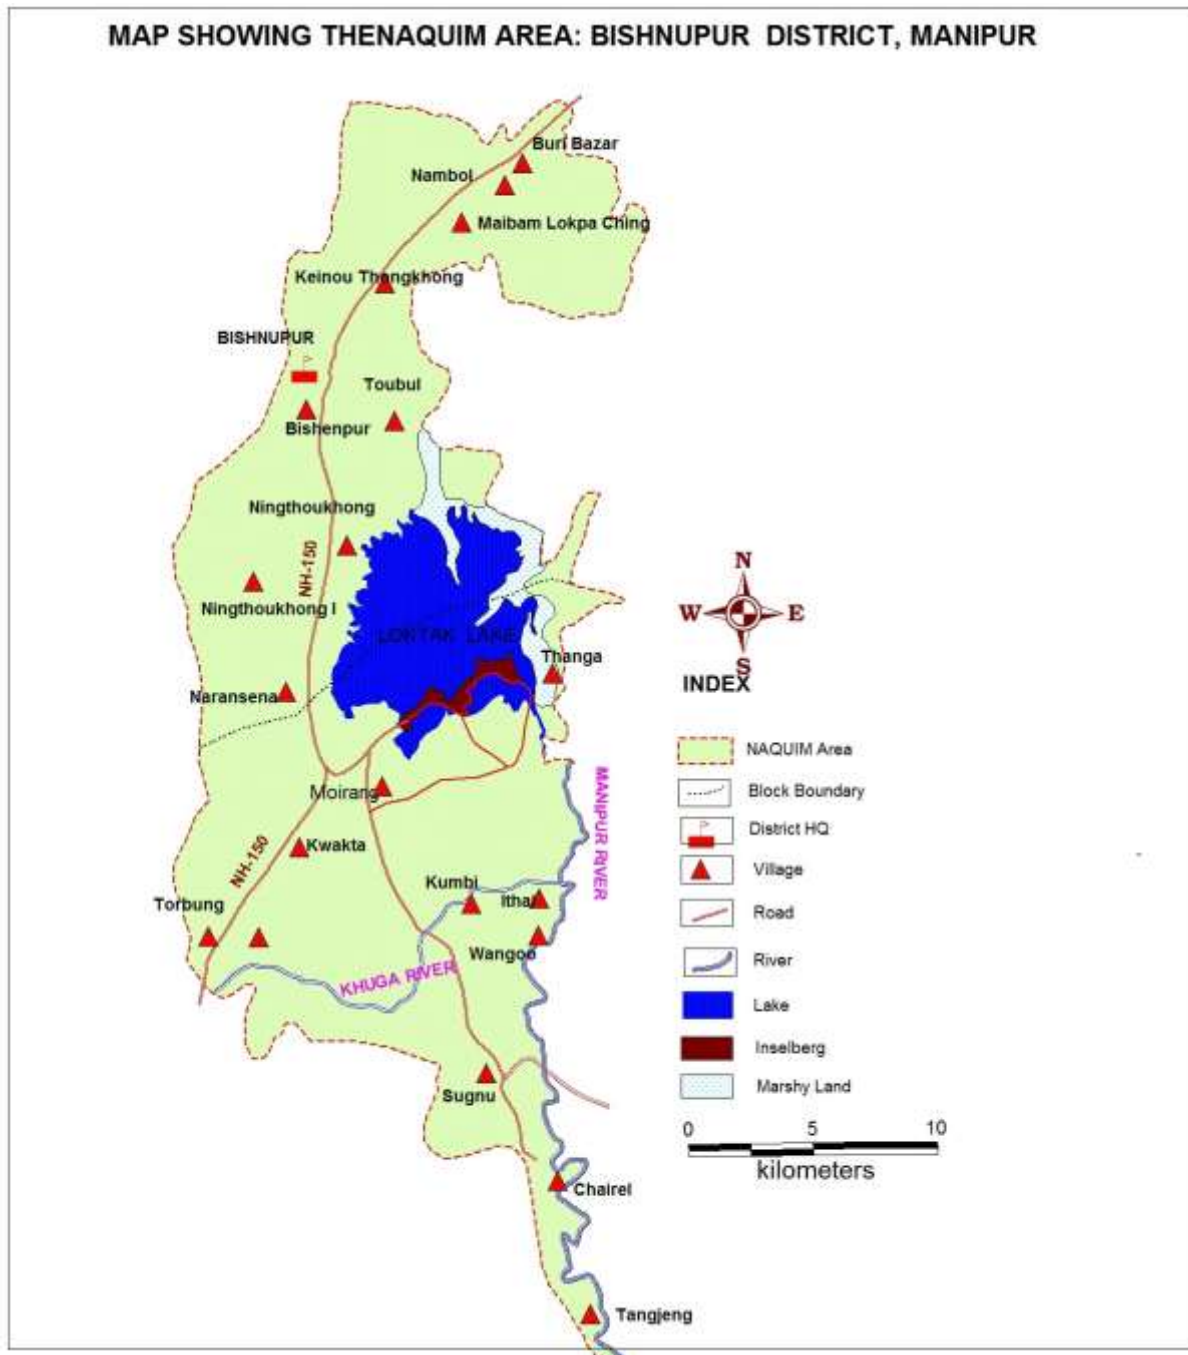 MAP SHOWING THENAQUIM AREA: BISHNUPUR DISTRICT, MANIPUR
Buri Bazar
Nambol
Maibam Lokpa Ching
Keinou Thongkhong
BISHNUPUR
Toubul
Bishenpur
Ningthoukhong
NH-150
Ningthoukhong I
LOKTAK LAKE
Thanga
Naransena
Moirang
MANIPUR RIVER
Kwakta
NH-150
Kumbi
Ithai
Torbung
Wangoo
KHUGA RIVER
Sugnu
Chairel
Tangjeng
N
W
E
S
INDEX
NAQUIM Area
Block Boundary
District HQ
Village
Road
River
Lake
Inselberg
Marshy Land
0 5 10
kilometers